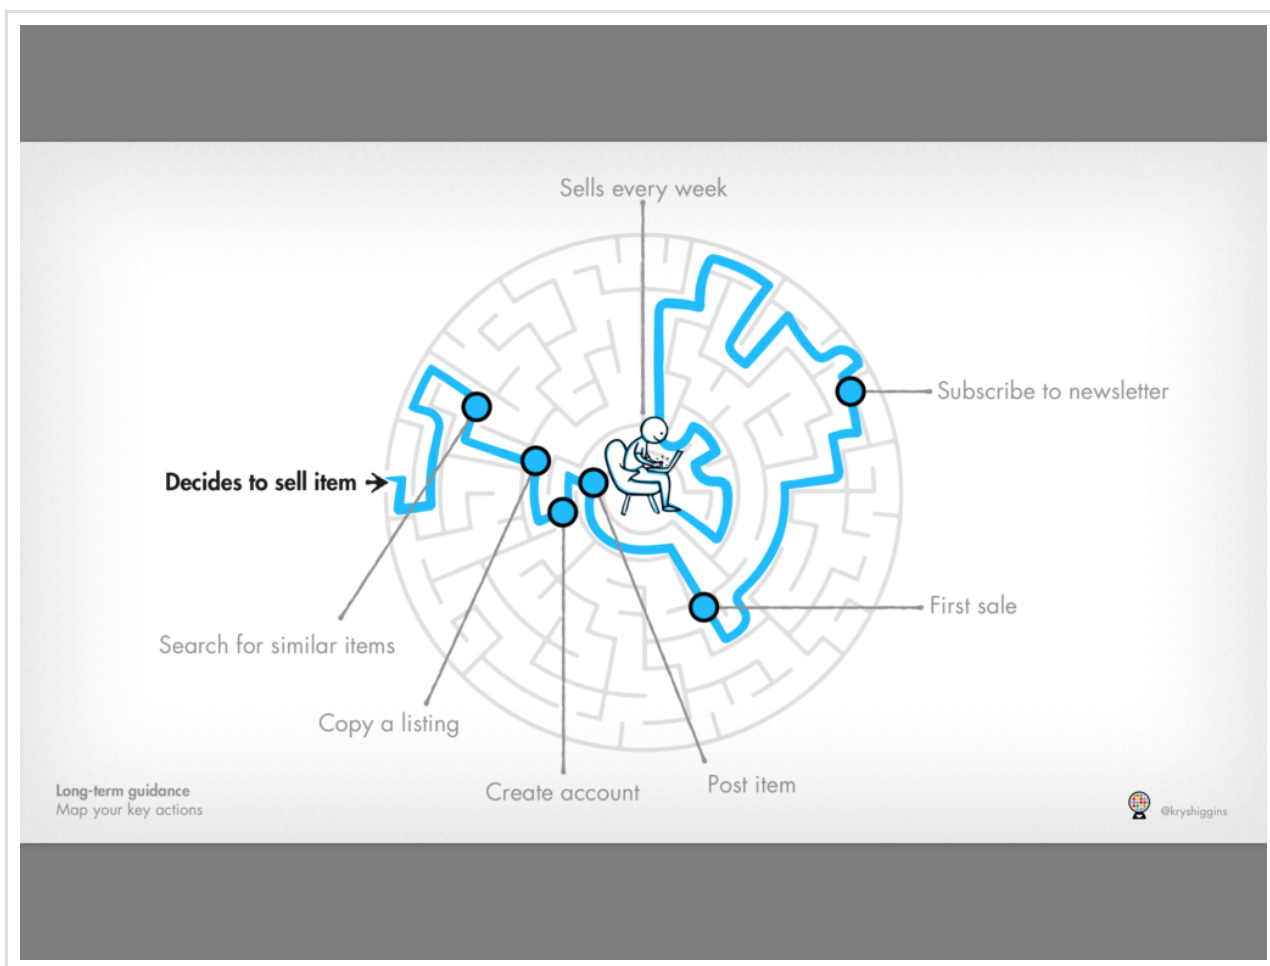 Sells every week
Subscribe to newsletter
Decides to sell item
First sale
Search for similar items
Copy a listing
Create account
Post item
Long-term guidance
Map your key actions
@kryshiggins